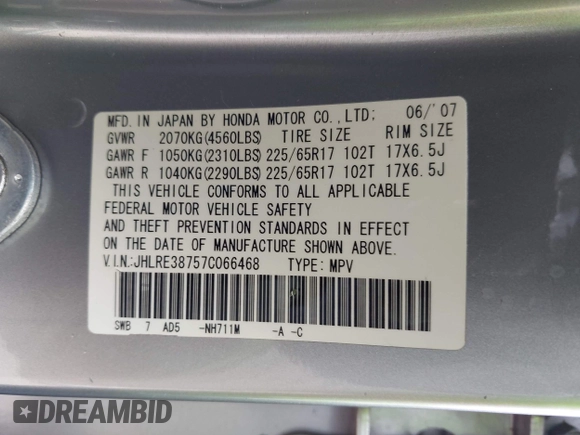 MFD. IN JAPAN BY HONDA MOTOR CO.,LTD; 06/'07
GVWR 2070KG(4560LBS) TIRE SIZE RIM SIZE
GAWR F 1050KG(2310LBS) 225/65R17 102T 17X6.5J
GAWR R 1040KG(2290LBS) 225/65R17 102T 17X6.5J
THIS VEHICLE CONFORMS TO ALL APPLICABLE
FEDERAL MOTOR VEHICLE SAFETY
AND THEFT PREVENTION STANDARDS IN EFFECT
ON THE DATE OF MANUFACTURE SHOWN ABOVE.
V.I.N:JHLRE38757C066468 TYPE: MPV
SWB 7 AD5 -NH711M -A -C
DREAMBID